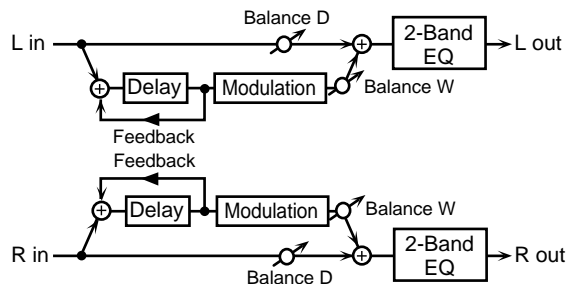 Balance D
L in
2-Band
EQ
L out
Delay
Modulation
Balance W
Feedback
Feedback
Delay
Modulation
Balance W
R in
2-Band
EQ
R out
Balance D